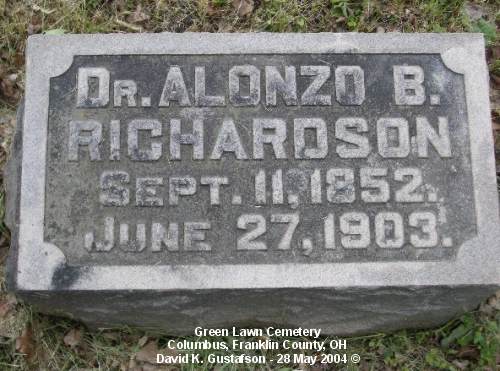 Dr. ALONZO B.
RICHARDSON
SEPT. 11, 1852.
JUNE 27, 1903.
Green Lawn Cemetery
Columbus, Franklin County, OH
David K. Gustafson - 28 May 2004 ©